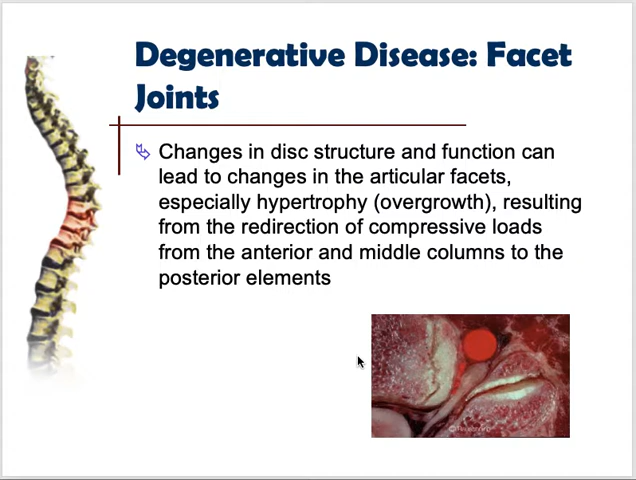 Degenerative Disease: Facet
Joints
Changes in disc structure and function can
lead to changes in the articular facets,
especially hypertrophy (overgrowth), resulting
from the redirection of compressive loads
from the anterior and middle columns to the
posterior elements